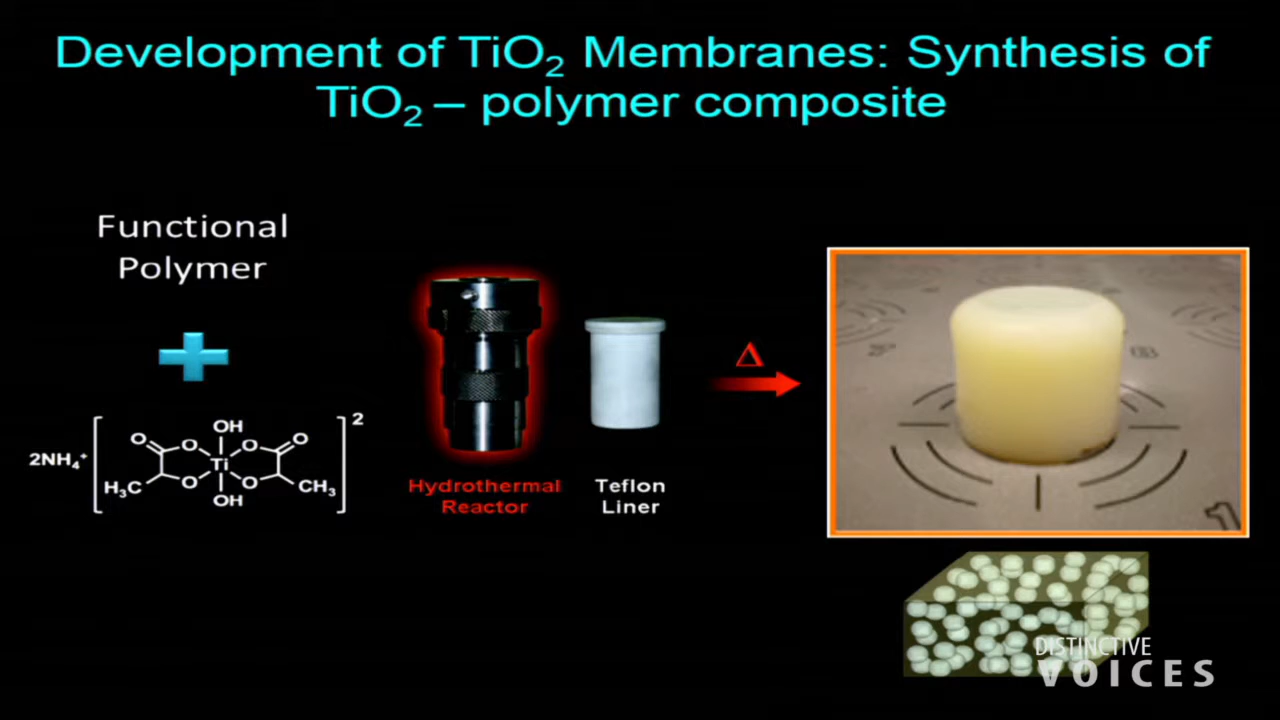 Development of TiO₂ Membranes: Synthesis of
TiO₂ – polymer composite
Functional
Polymer
2NH₄⁺
OH
O
O
O
O
Ti
H₃C
O
O
CH₃
OH
2
Hydrothermal
Reactor
Teflon
Liner
Δ
1
DISTINCTIVE
VOICES